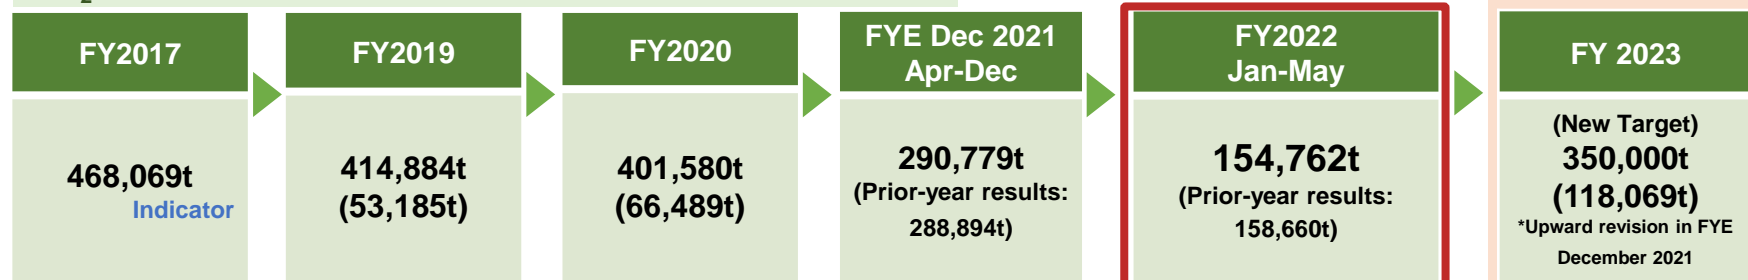 FY2017
468,069t
Indicator
FY2019
414,884t
(53,185t)
FY2020
401,580t
(66,489t)
FYE Dec 2021
Apr-Dec
290,779t
(Prior-year results:
288,894t)
FY2022
Jan-May
154,762t
(Prior-year results:
158,660t)
FY 2023
(New Target)
350,000t
(118,069t)
*Upward revision in FYE
December 2021